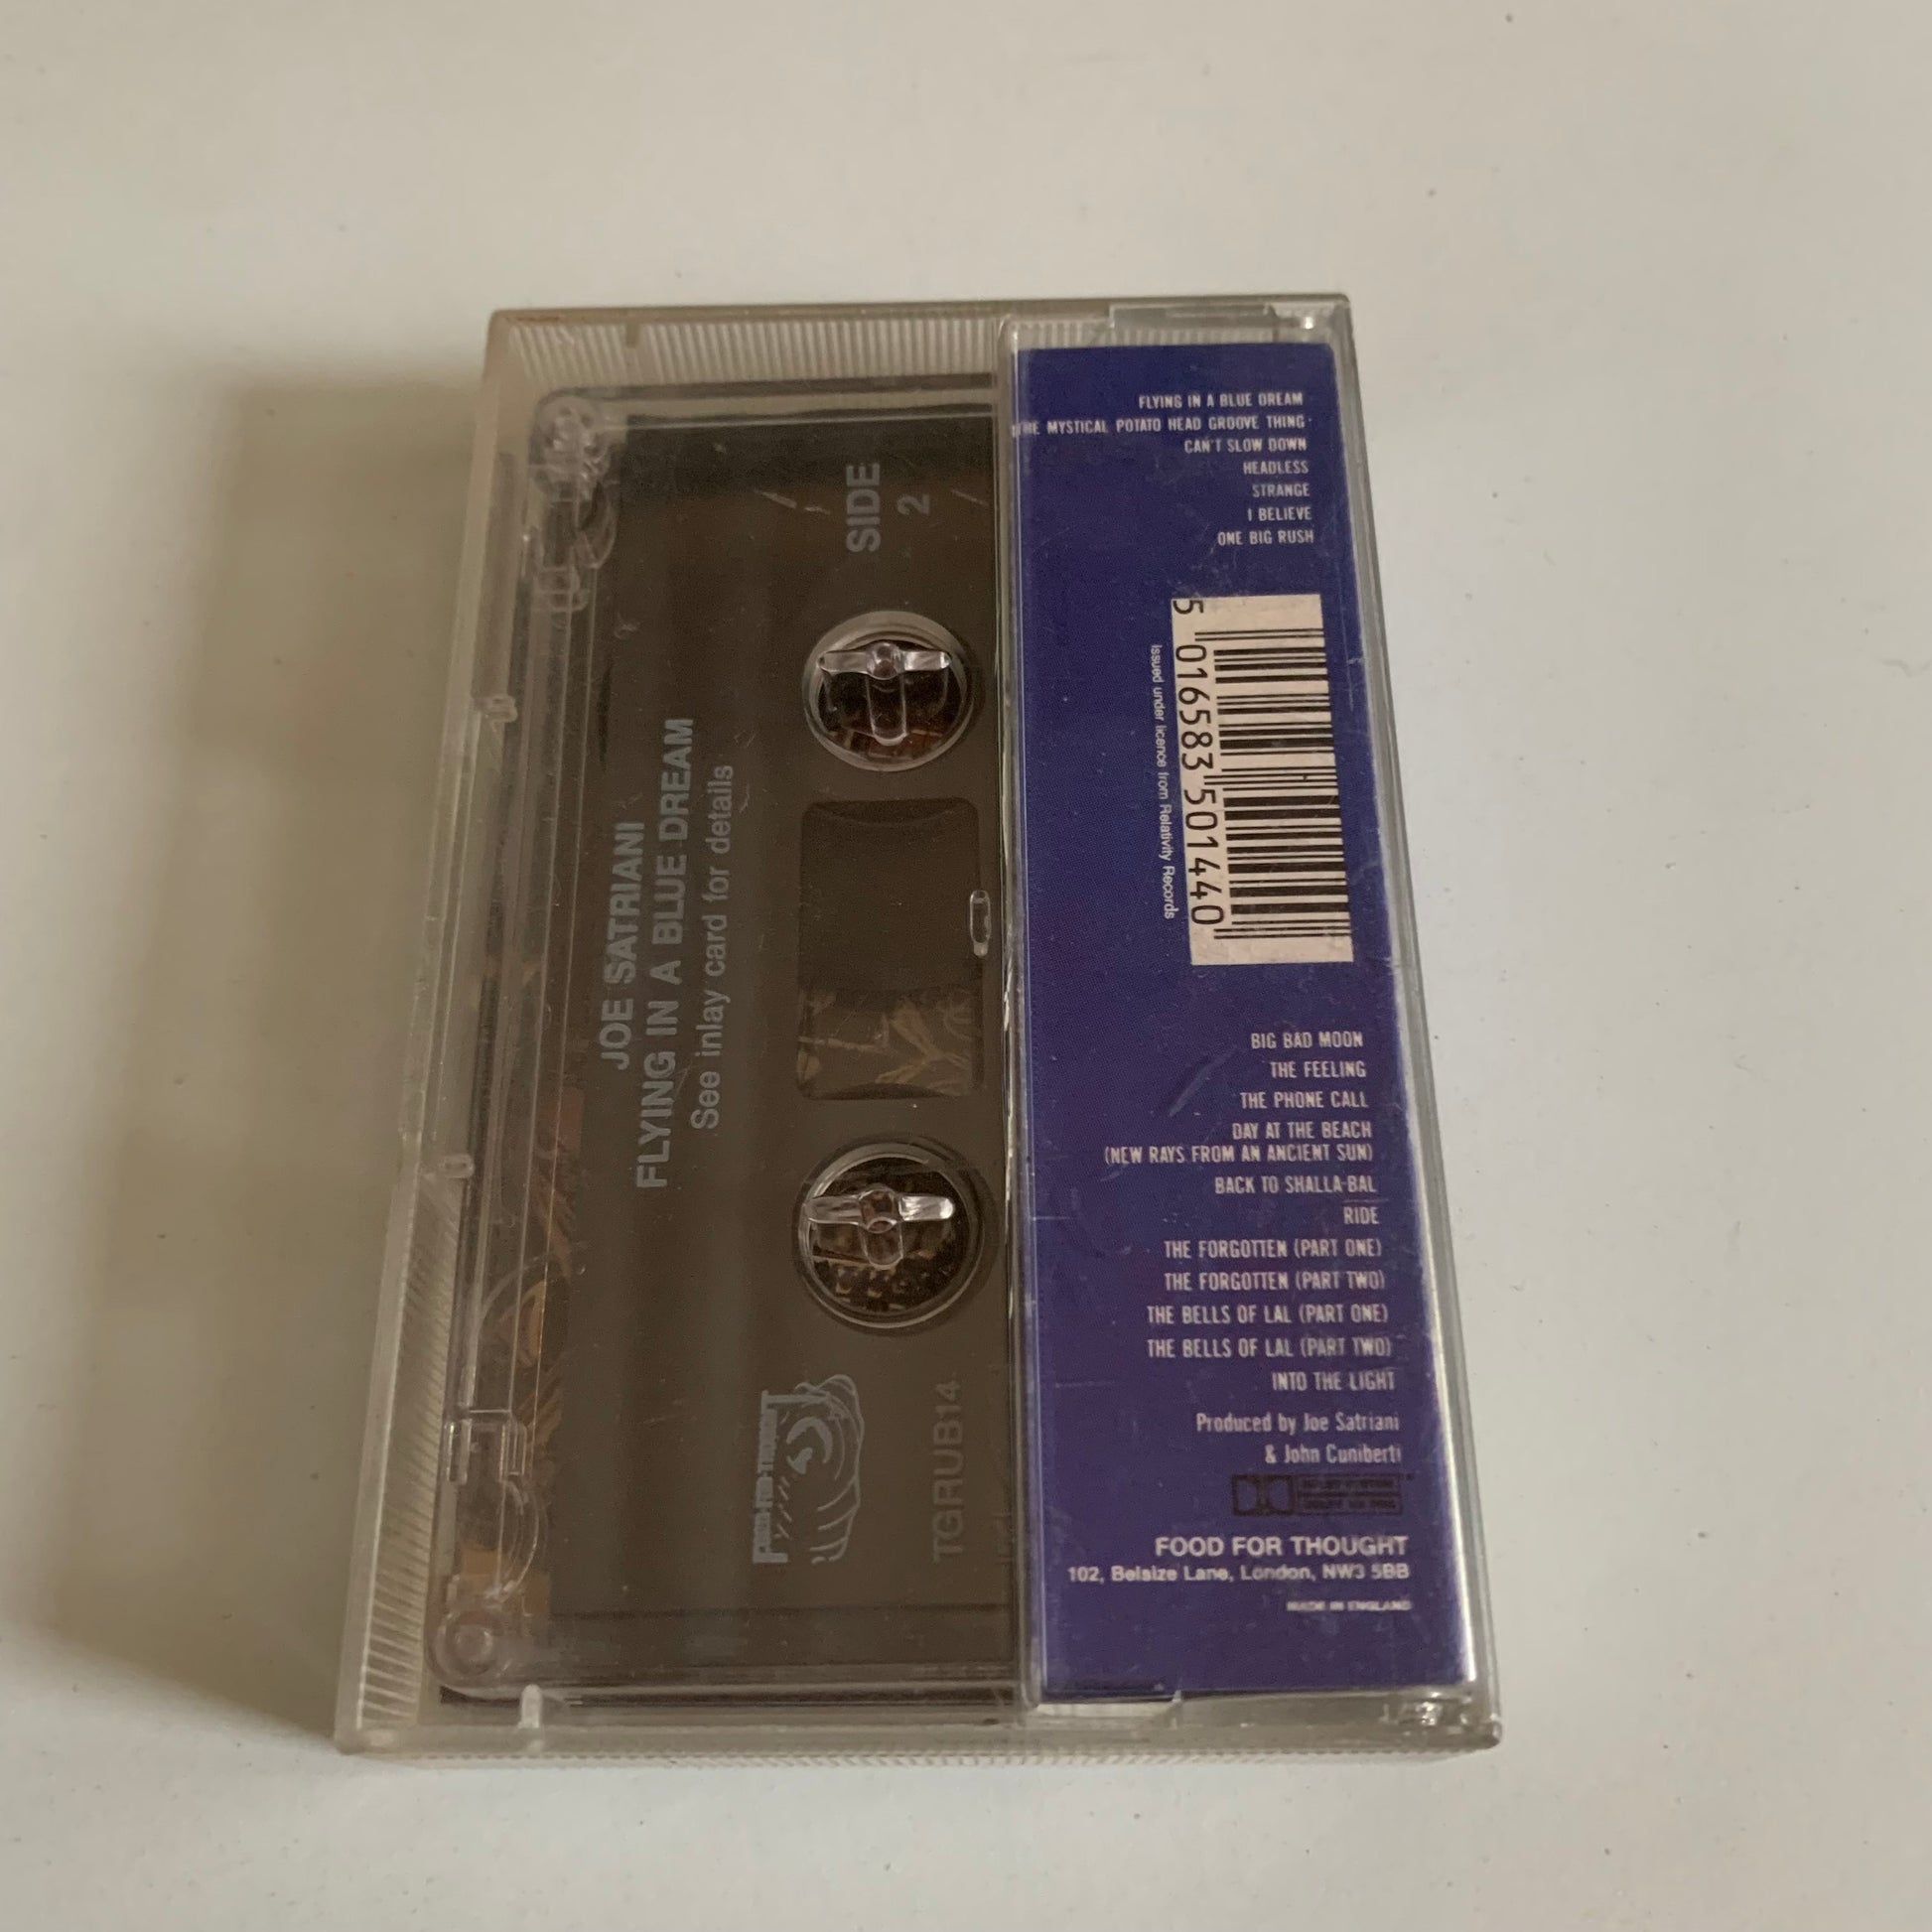 JOE SATRIANI
FLYING IN A BLUE DREAM
See inlay card for details
SIDE
2
FOOD-FOR-THOUGHT
TGRUB14
FLYING IN A BLUE DREAM
THE MYSTICAL POTATO HEAD GROOVE THING
CAN'T SLOW DOWN
HEADLESS
STRANGE
I BELIEVE
ONE BIG RUSH
5 016583 501440
Issued under licence from Relativity Records
BIG BAD MOON
THE FEELING
THE PHONE CALL
DAY AT THE BEACH
(NEW RAYS FROM AN ANCIENT SUN)
BACK TO SHALLA-BAL
RIDE
THE FORGOTTEN (PART ONE)
THE FORGOTTEN (PART TWO)
THE BELLS OF LAL (PART ONE)
THE BELLS OF LAL (PART TWO)
INTO THE LIGHT
Produced by Joe Satriani
& John Cuniberti
FOOD FOR THOUGHT
102, Belsize Lane, London, NW3 5BB
MADE IN ENGLAND